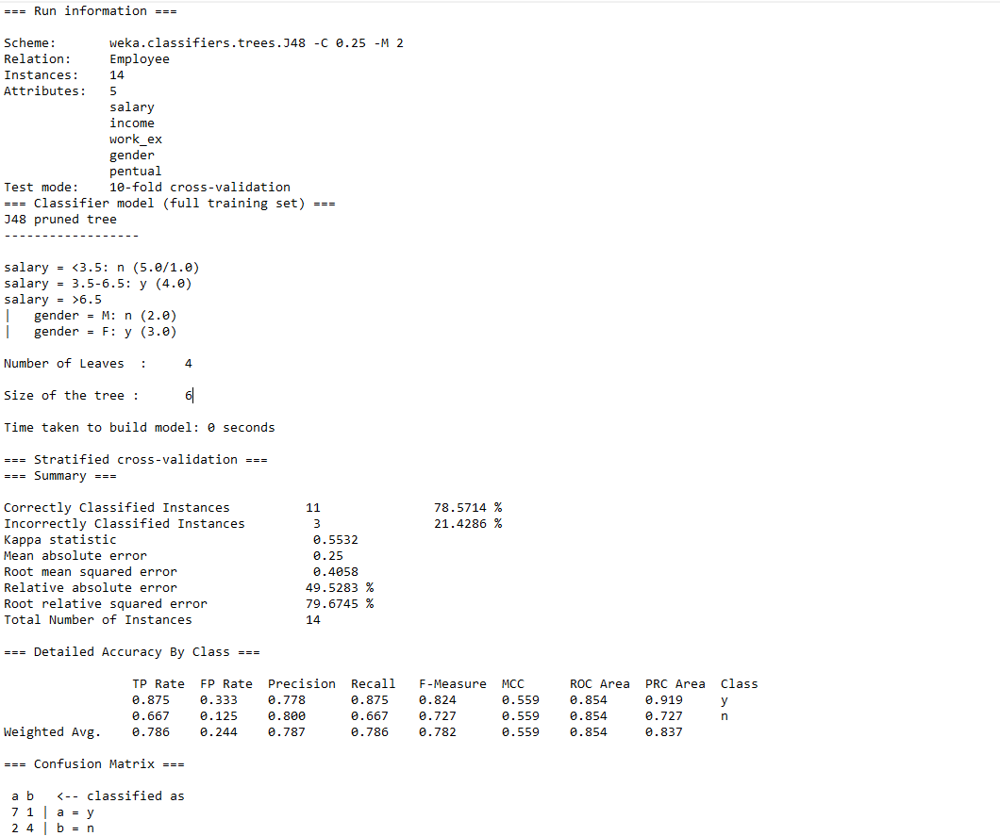 === Run information ===
Scheme: weka.classifiers.trees.J48 -C 0.25 -M 2
Relation: Employee
Instances: 14
Attributes: 5
salary
income
work_ex
gender
pentual
Test mode: 10-fold cross-validation
=== Classifier model (full training set) ===
J48 pruned tree
------------------
salary = <3.5: n (5.0/1.0)
salary = 3.5-6.5: y (4.0)
salary = >6.5
|   gender = M: n (2.0)
|   gender = F: y (3.0)
Number of Leaves  : 4
Size of the tree : 6
Time taken to build model: 0 seconds
=== Stratified cross-validation ===
=== Summary ===
Correctly Classified Instances 11 78.5714 %
Incorrectly Classified Instances 3 21.4286 %
Kappa statistic 0.5532
Mean absolute error 0.25
Root mean squared error 0.4058
Relative absolute error 49.5283 %
Root relative squared error 79.6745 %
Total Number of Instances 14
=== Detailed Accuracy By Class ===
TP Rate FP Rate Precision Recall F-Measure MCC ROC Area PRC Area Class
0.875 0.333 0.778 0.875 0.824 0.559 0.854 0.919 y
0.667 0.125 0.800 0.667 0.727 0.559 0.854 0.727 n
Weighted Avg. 0.786 0.244 0.787 0.786 0.782 0.559 0.854 0.837
=== Confusion Matrix ===
a b   <-- classified as
7 1 | a = y
2 4 | b = n